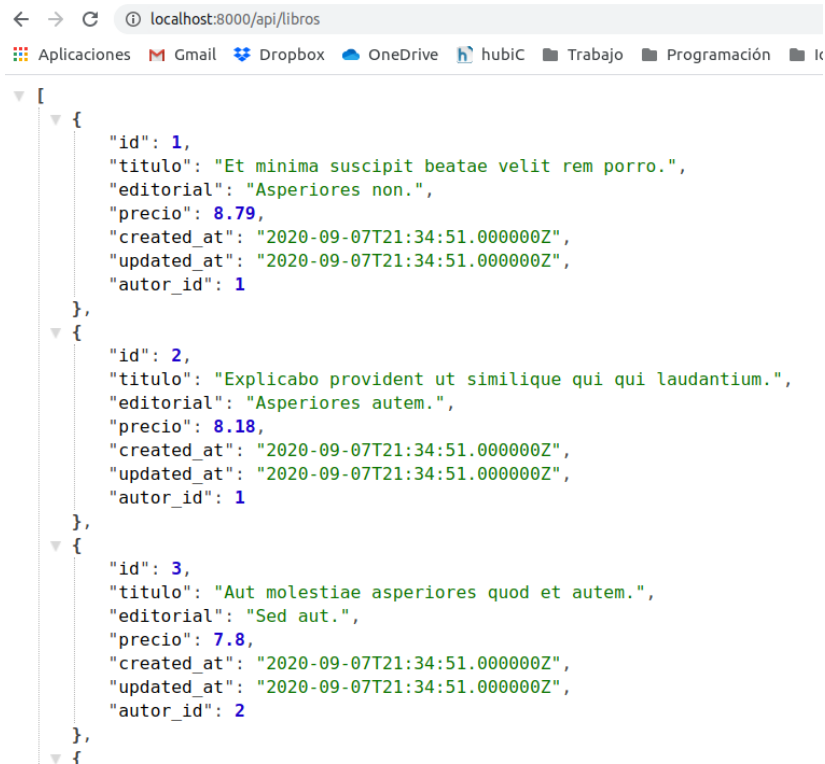 localhost:8000/api/libros
Aplicaciones Gmail Dropbox OneDrive hubiC Trabajo Programación
[
{
"id": 1,
"titulo": "Et minima suscipit beatae velit rem porro.",
"editorial": "Asperiores non.",
"precio": 8.79,
"created_at": "2020-09-07T21:34:51.000000Z",
"updated_at": "2020-09-07T21:34:51.000000Z",
"autor_id": 1
},
{
"id": 2,
"titulo": "Explicabo provident ut similique qui qui laudantium.",
"editorial": "Asperiores autem.",
"precio": 8.18,
"created_at": "2020-09-07T21:34:51.000000Z",
"updated_at": "2020-09-07T21:34:51.000000Z",
"autor_id": 1
},
{
"id": 3,
"titulo": "Aut molestiae asperiores quod et autem.",
"editorial": "Sed aut.",
"precio": 7.8,
"created_at": "2020-09-07T21:34:51.000000Z",
"updated_at": "2020-09-07T21:34:51.000000Z",
"autor_id": 2
},
{